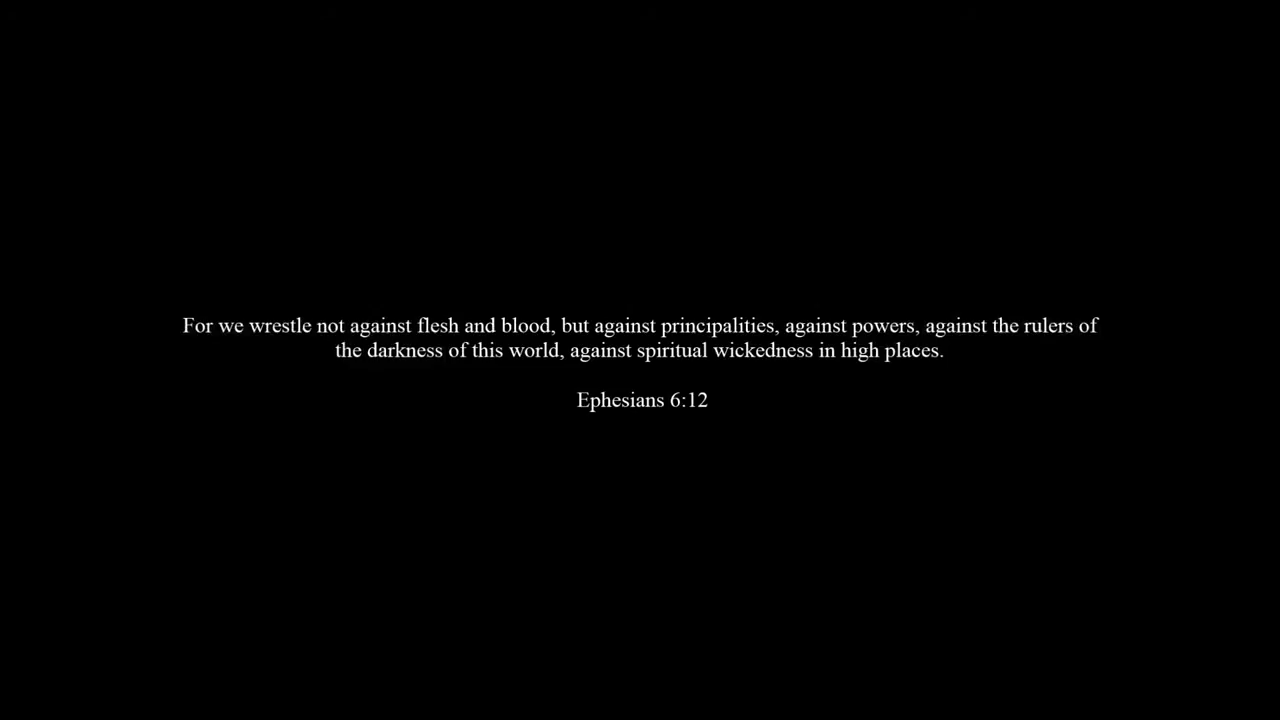 For we wrestle not against flesh and blood, but against principalities, against powers, against the rulers of
the darkness of this world, against spiritual wickedness in high places.
Ephesians 6:12